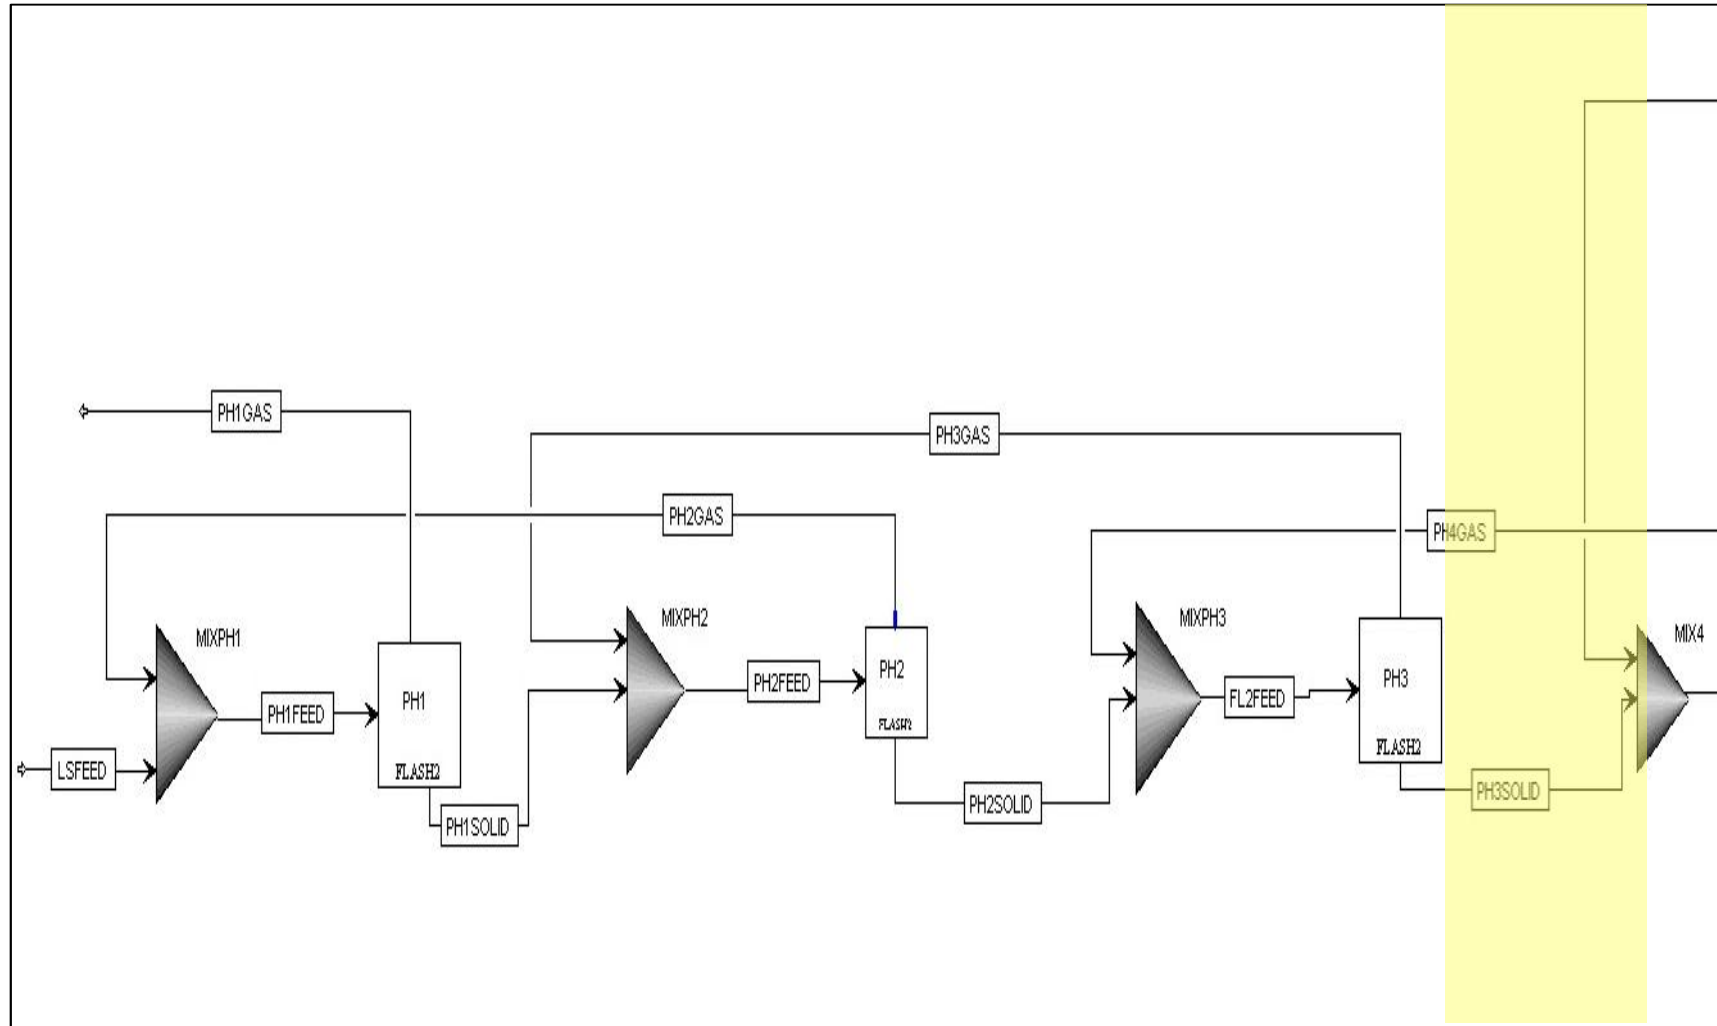 PH1GAS
PH3GAS
PH2GAS
PH4GAS
MIXPH1
MIXPH2
MIXPH3
MIX4
PH1FEED
PH1
FLASH2
PH2FEED
PH2
FLASH2
FL2FEED
PH3
FLASH2
LSFEED
PH1SOLID
PH2SOLID
PH3SOLID